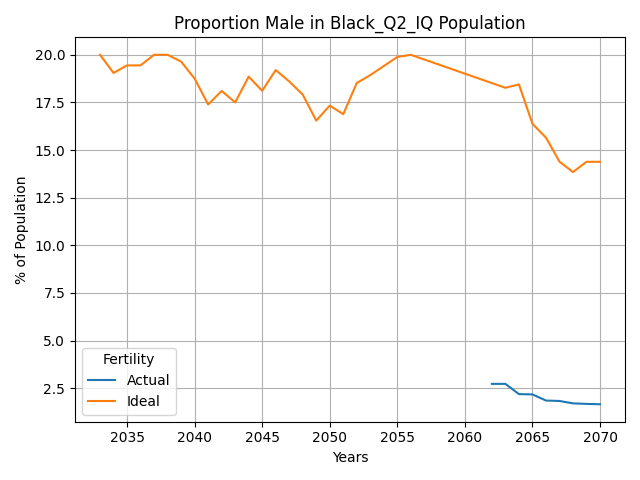 Proportion Male in Black_Q2_IQ Population
% of Population
20.0
17.5
15.0
12.5
10.0
7.5
5.0
2.5
Fertility
Actual
Ideal
2035 2040 2045 2050 2055 2060 2065 2070
Years